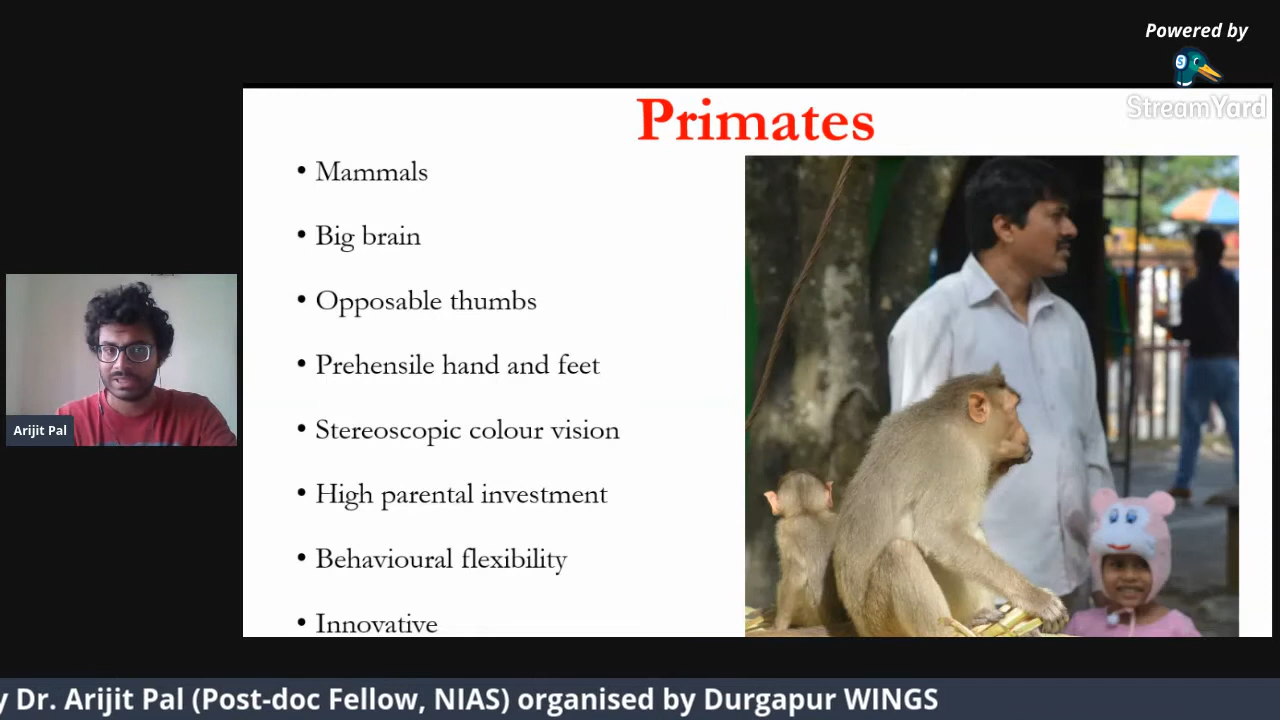 Powered by
StreamYard
Primates
• Mammals
• Big brain
• Opposable thumbs
• Prehensile hand and feet
• Stereoscopic colour vision
• High parental investment
• Behavioural flexibility
• Innovative
Arijit Pal
y Dr. Arijit Pal (Post-doc Fellow, NIAS) organised by Durgapur WINGS